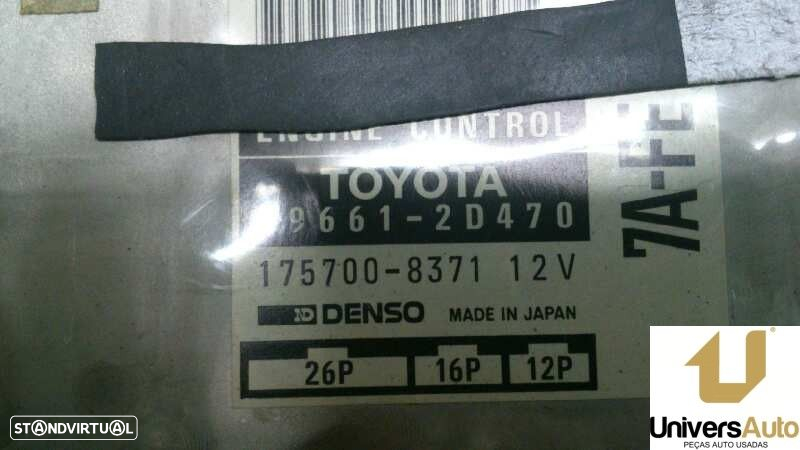 ENGINE CONTROL
TOYOTA
9661-2D470
175700-8371 12V
ND DENSO MADE IN JAPAN
26P 16P 12P
7A-FE
STANDVIRTUAL
UniversAuto
PEÇAS AUTO USADAS